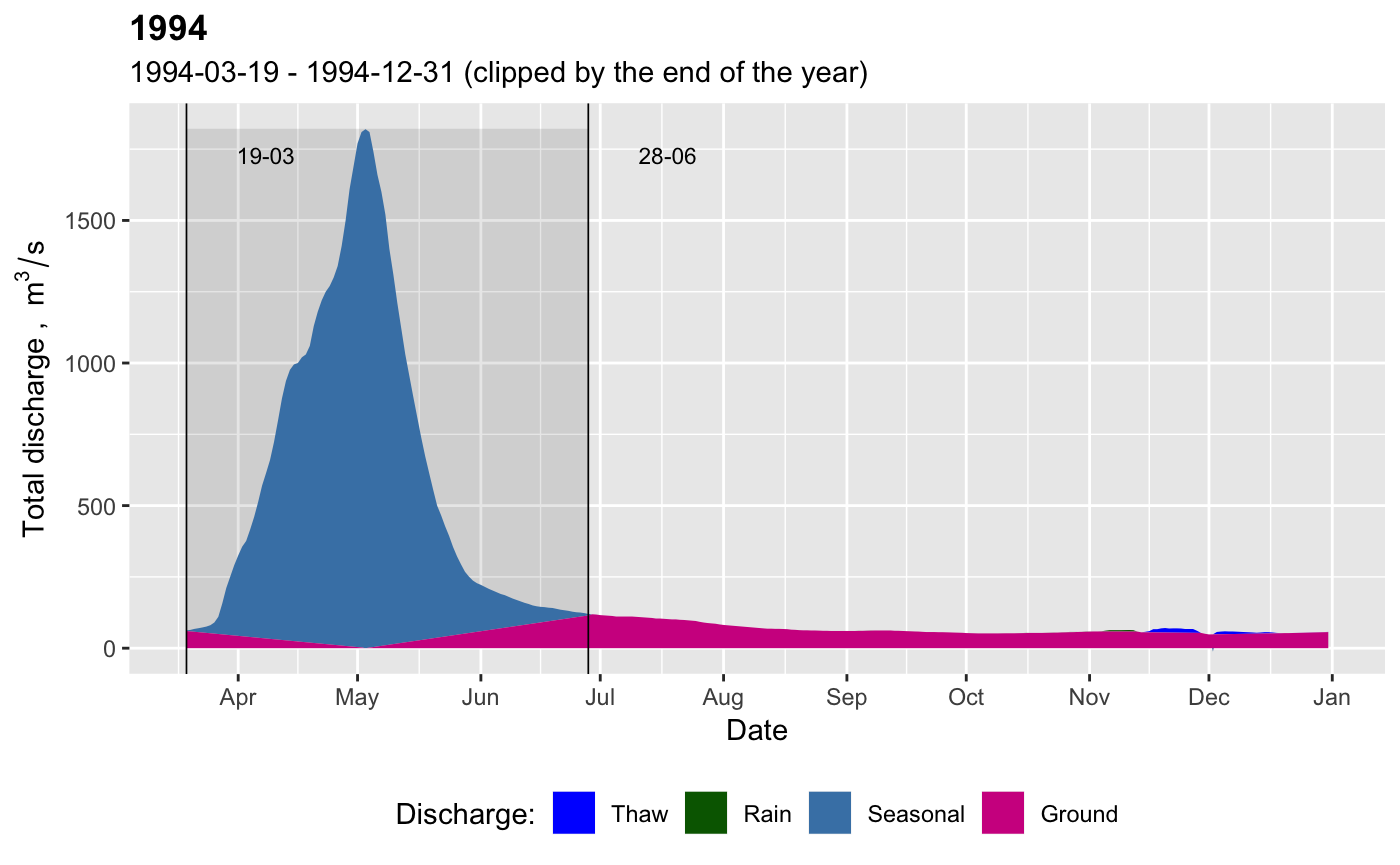 1994
1994-03-19 - 1994-12-31 (clipped by the end of the year)
19-03
28-06
1500
1000
500
0
Total discharge , m³/s
Apr May Jun Jul Aug Sep Oct Nov Dec Jan
Date
Discharge: Thaw Rain Seasonal Ground